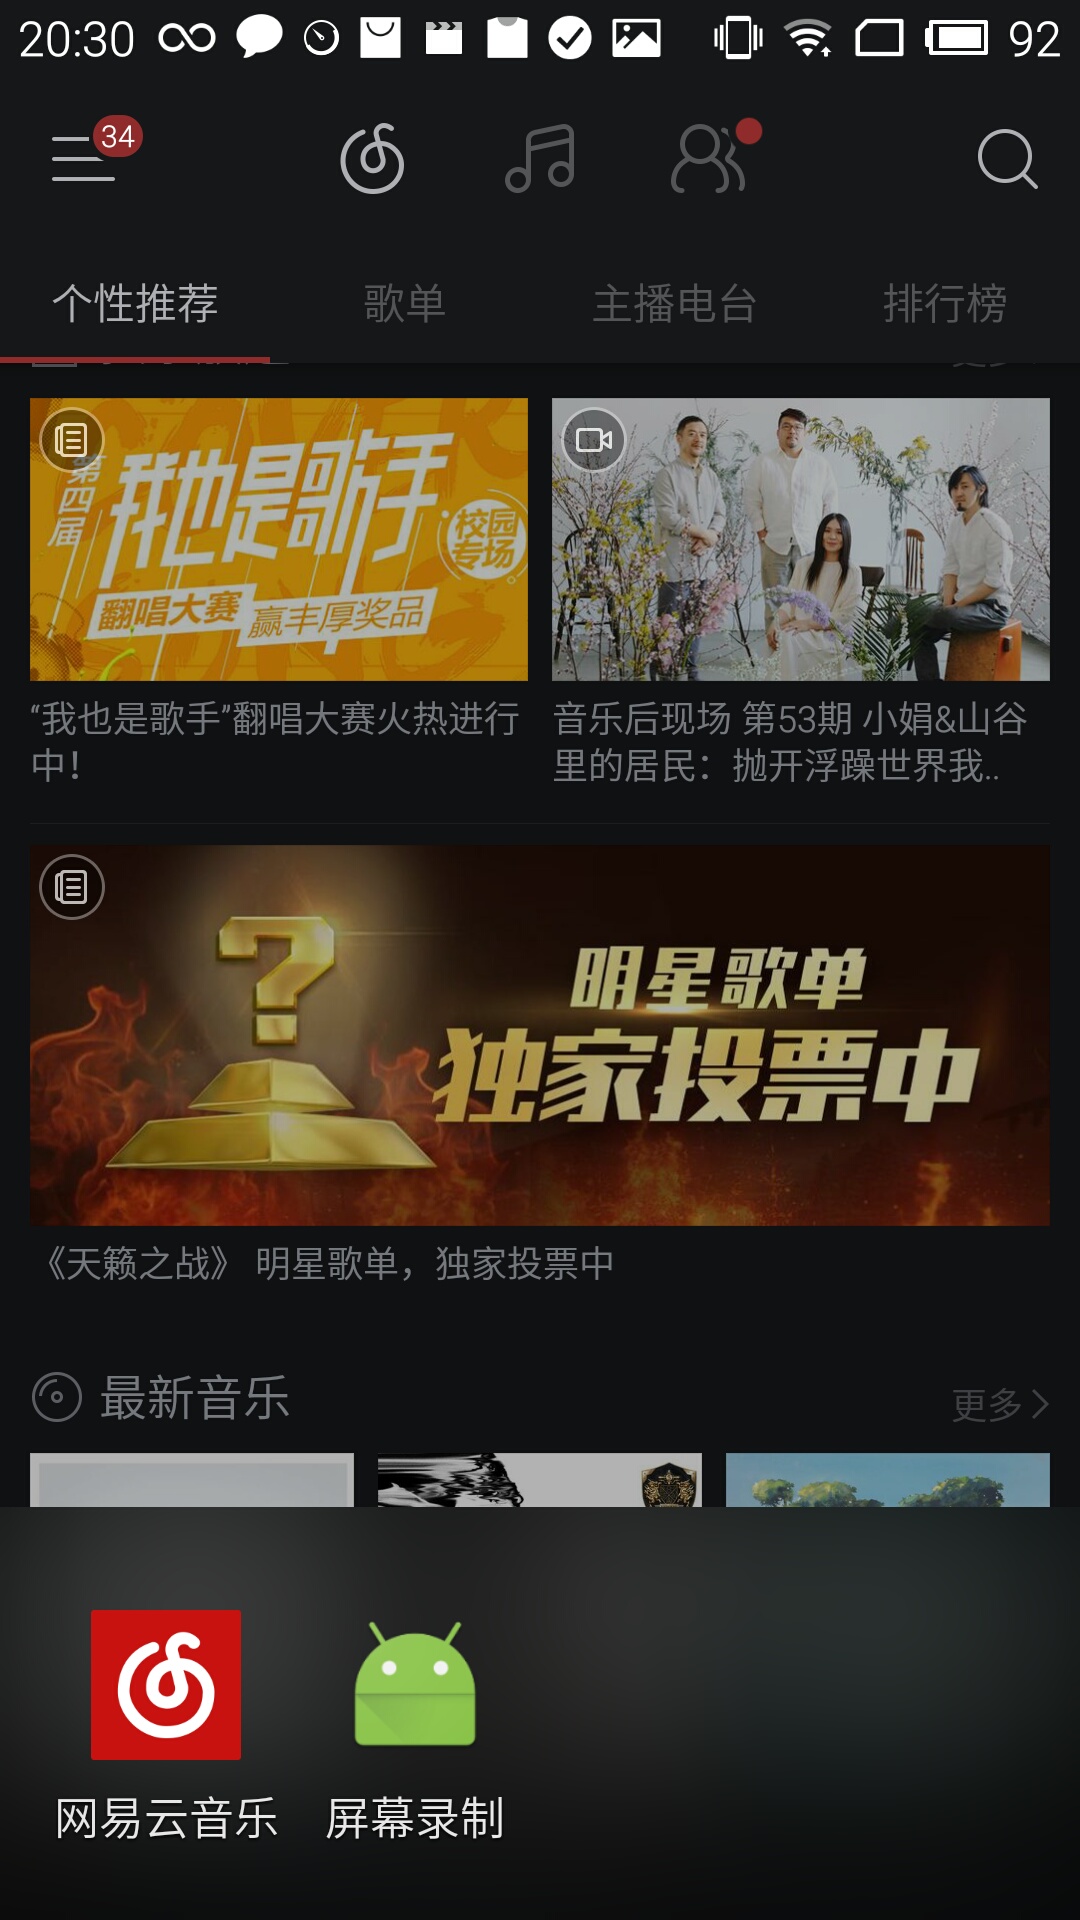 20:30
92
34
个性推荐
歌单
主播电台
排行榜
第四届
我也是歌手
校园
专场
翻唱大赛
赢丰厚奖品
“我也是歌手”翻唱大赛火热进行
中！
音乐后现场 第53期 小娟&山谷
里的居民：抛开浮躁世界我..
明星歌单
独家投票中
《天籁之战》 明星歌单，独家投票中
最新音乐
更多
网易云音乐
屏幕录制